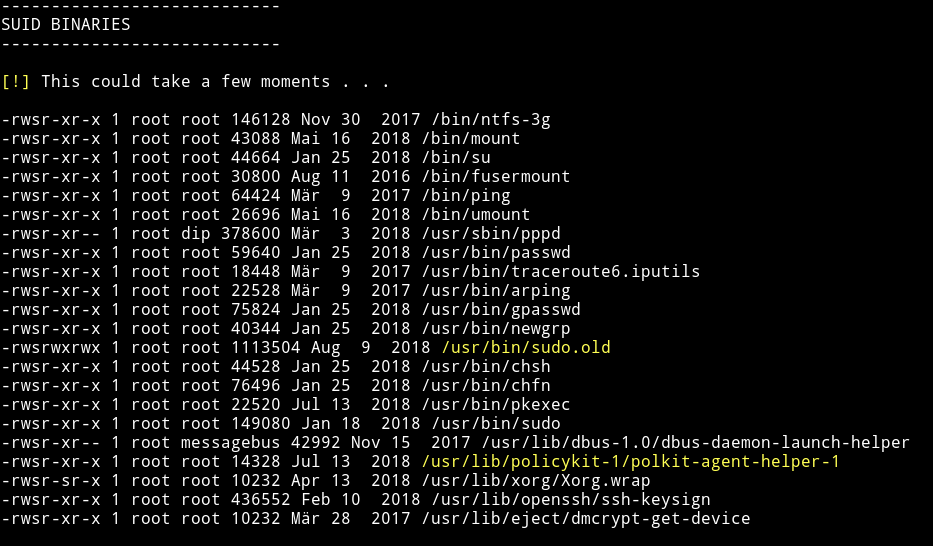 ----------------------------
SUID BINARIES
----------------------------
[!] This could take a few moments . . .
-rwsr-xr-x 1 root root 146128 Nov 30  2017 /bin/ntfs-3g
-rwsr-xr-x 1 root root 43088 Mai 16  2018 /bin/mount
-rwsr-xr-x 1 root root 44664 Jan 25  2018 /bin/su
-rwsr-xr-x 1 root root 30800 Aug 11  2016 /bin/fusermount
-rwsr-xr-x 1 root root 64424 Mär  9  2017 /bin/ping
-rwsr-xr-x 1 root root 26696 Mai 16  2018 /bin/umount
-rwsr-xr-- 1 root dip 378600 Mär  3  2018 /usr/sbin/pppd
-rwsr-xr-x 1 root root 59640 Jan 25  2018 /usr/bin/passwd
-rwsr-xr-x 1 root root 18448 Mär  9  2017 /usr/bin/traceroute6.iputils
-rwsr-xr-x 1 root root 22528 Mär  9  2017 /usr/bin/arping
-rwsr-xr-x 1 root root 75824 Jan 25  2018 /usr/bin/gpasswd
-rwsr-xr-x 1 root root 40344 Jan 25  2018 /usr/bin/newgrp
-rwsrwxrwx 1 root root 1113504 Aug  9  2018 /usr/bin/sudo.old
-rwsr-xr-x 1 root root 44528 Jan 25  2018 /usr/bin/chsh
-rwsr-xr-x 1 root root 76496 Jan 25  2018 /usr/bin/chfn
-rwsr-xr-x 1 root root 22520 Jul 13  2018 /usr/bin/pkexec
-rwsr-xr-x 1 root root 149080 Jan 18  2018 /usr/bin/sudo
-rwsr-xr-- 1 root messagebus 42992 Nov 15  2017 /usr/lib/dbus-1.0/dbus-daemon-launch-helper
-rwsr-xr-x 1 root root 14328 Jul 13  2018 /usr/lib/policykit-1/polkit-agent-helper-1
-rwsr-sr-x 1 root root 10232 Apr 13  2018 /usr/lib/xorg/Xorg.wrap
-rwsr-xr-x 1 root root 436552 Feb 10  2018 /usr/lib/openssh/ssh-keysign
-rwsr-xr-x 1 root root 10232 Mär 28  2017 /usr/lib/eject/dmcrypt-get-device